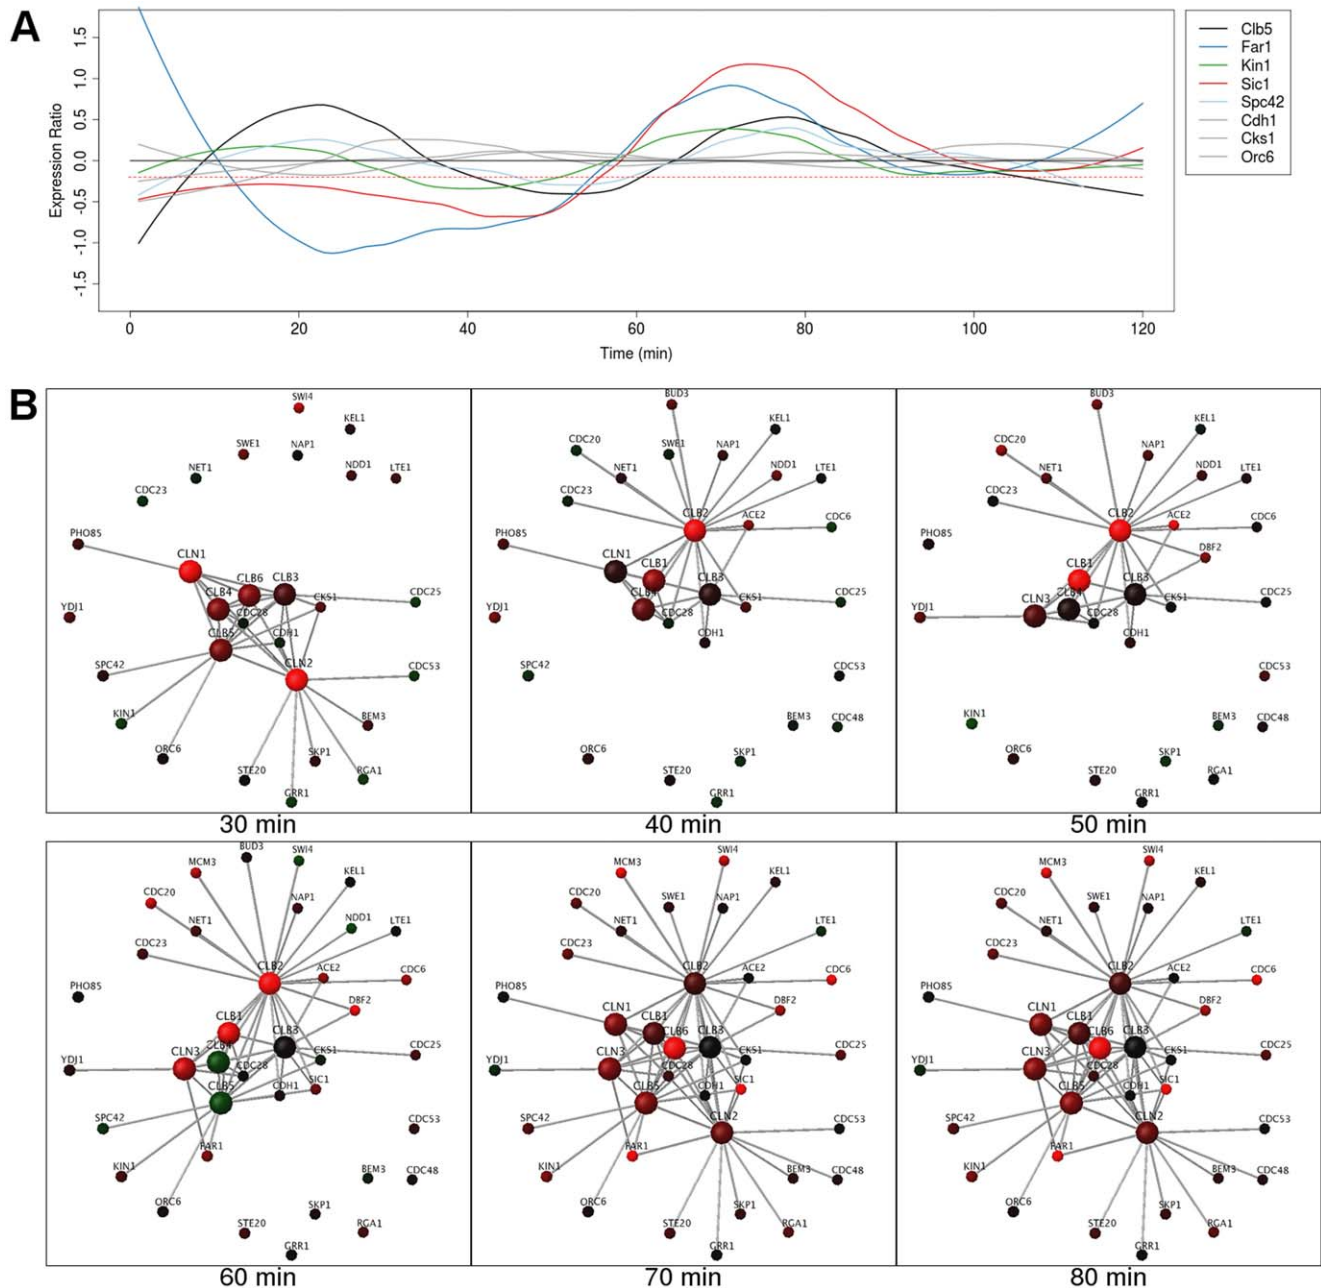 A
Expression Ratio
1.5
1.0
0.5
0.0
-0.5
-1.0
-1.5
0
20
40
60
80
100
120
Time (min)
Clb5
Far1
Kin1
Sic1
Spc42
Cdh1
Cks1
Orc6
B
SWI4
KEL1
SWE1
NAP1
NET1
NDD1
LTE1
CDC23
PHO85
CLN1
CLB6
CLB3
CLB4
CKS1
CDC25
YDJ1
CDC28
CLB5
CDH1
CLN2
SPC42
CDC53
KIN1
BEM3
ORC6
SKP1
STE20
RGA1
GRR1
30 min
BUD3
KEL1
CDC20
SWE1
NAP1
NET1
NDD1
LTE1
CDC23
CLB2
ACE2
CDC6
PHO85
CLN1
CLB1
CLB3
CLB4
CKS1
CDC25
YDJ1
CDC28
CDH1
SPC42
CDC53
BEM3
CDC48
ORC6
SKP1
STE20
GRR1
40 min
BUD3
KEL1
CDC20
NAP1
NET1
NDD1
LTE1
CDC23
CLB2
ACE2
CDC6
PHO85
DBF2
CLB1
CLB3
CLN3
CLB4
CKS1
CDC25
YDJ1
CDC28
CDH1
CDC53
KIN1
BEM3
CDC48
ORC6
SKP1
STE20
RGA1
GRR1
50 min
BUD3
SWI4
MCM3
KEL1
CDC20
NAP1
NET1
NDD1
LTE1
CDC23
CLB2
ACE2
CDC6
PHO85
DBF2
CLB1
CLB3
CLB4
CLN3
CKS1
CDC25
YDJ1
CDC28
CLB5
CDH1
SIC1
SPC42
CDC53
FAR1
KIN1
BEM3
CDC48
ORC6
SKP1
STE20
RGA1
GRR1
60 min
SWI4
MCM3
KEL1
CDC20
SWE1
NAP1
NET1
LTE1
CDC23
CLB2
ACE2
CDC6
PHO85
DBF2
CLN1
CLB1
CLB6
CLB3
CLN3
CKS1
CDC25
YDJ1
CDC28
CLB5
CDH1
SIC1
SPC42
CLN2
CDC53
FAR1
KIN1
BEM3
CDC48
ORC6
SKP1
STE20
RGA1
GRR1
70 min
SWI4
MCM3
KEL1
CDC20
SWE1
NAP1
NET1
LTE1
CDC23
CLB2
ACE2
CDC6
PHO85
DBF2
CLN1
CLB1
CLB6
CLB3
CLN3
CKS1
CDC25
YDJ1
CDC28
CLB5
CDH1
SIC1
SPC42
CLN2
CDC53
FAR1
KIN1
BEM3
CDC48
ORC6
SKP1
STE20
RGA1
GRR1
80 min